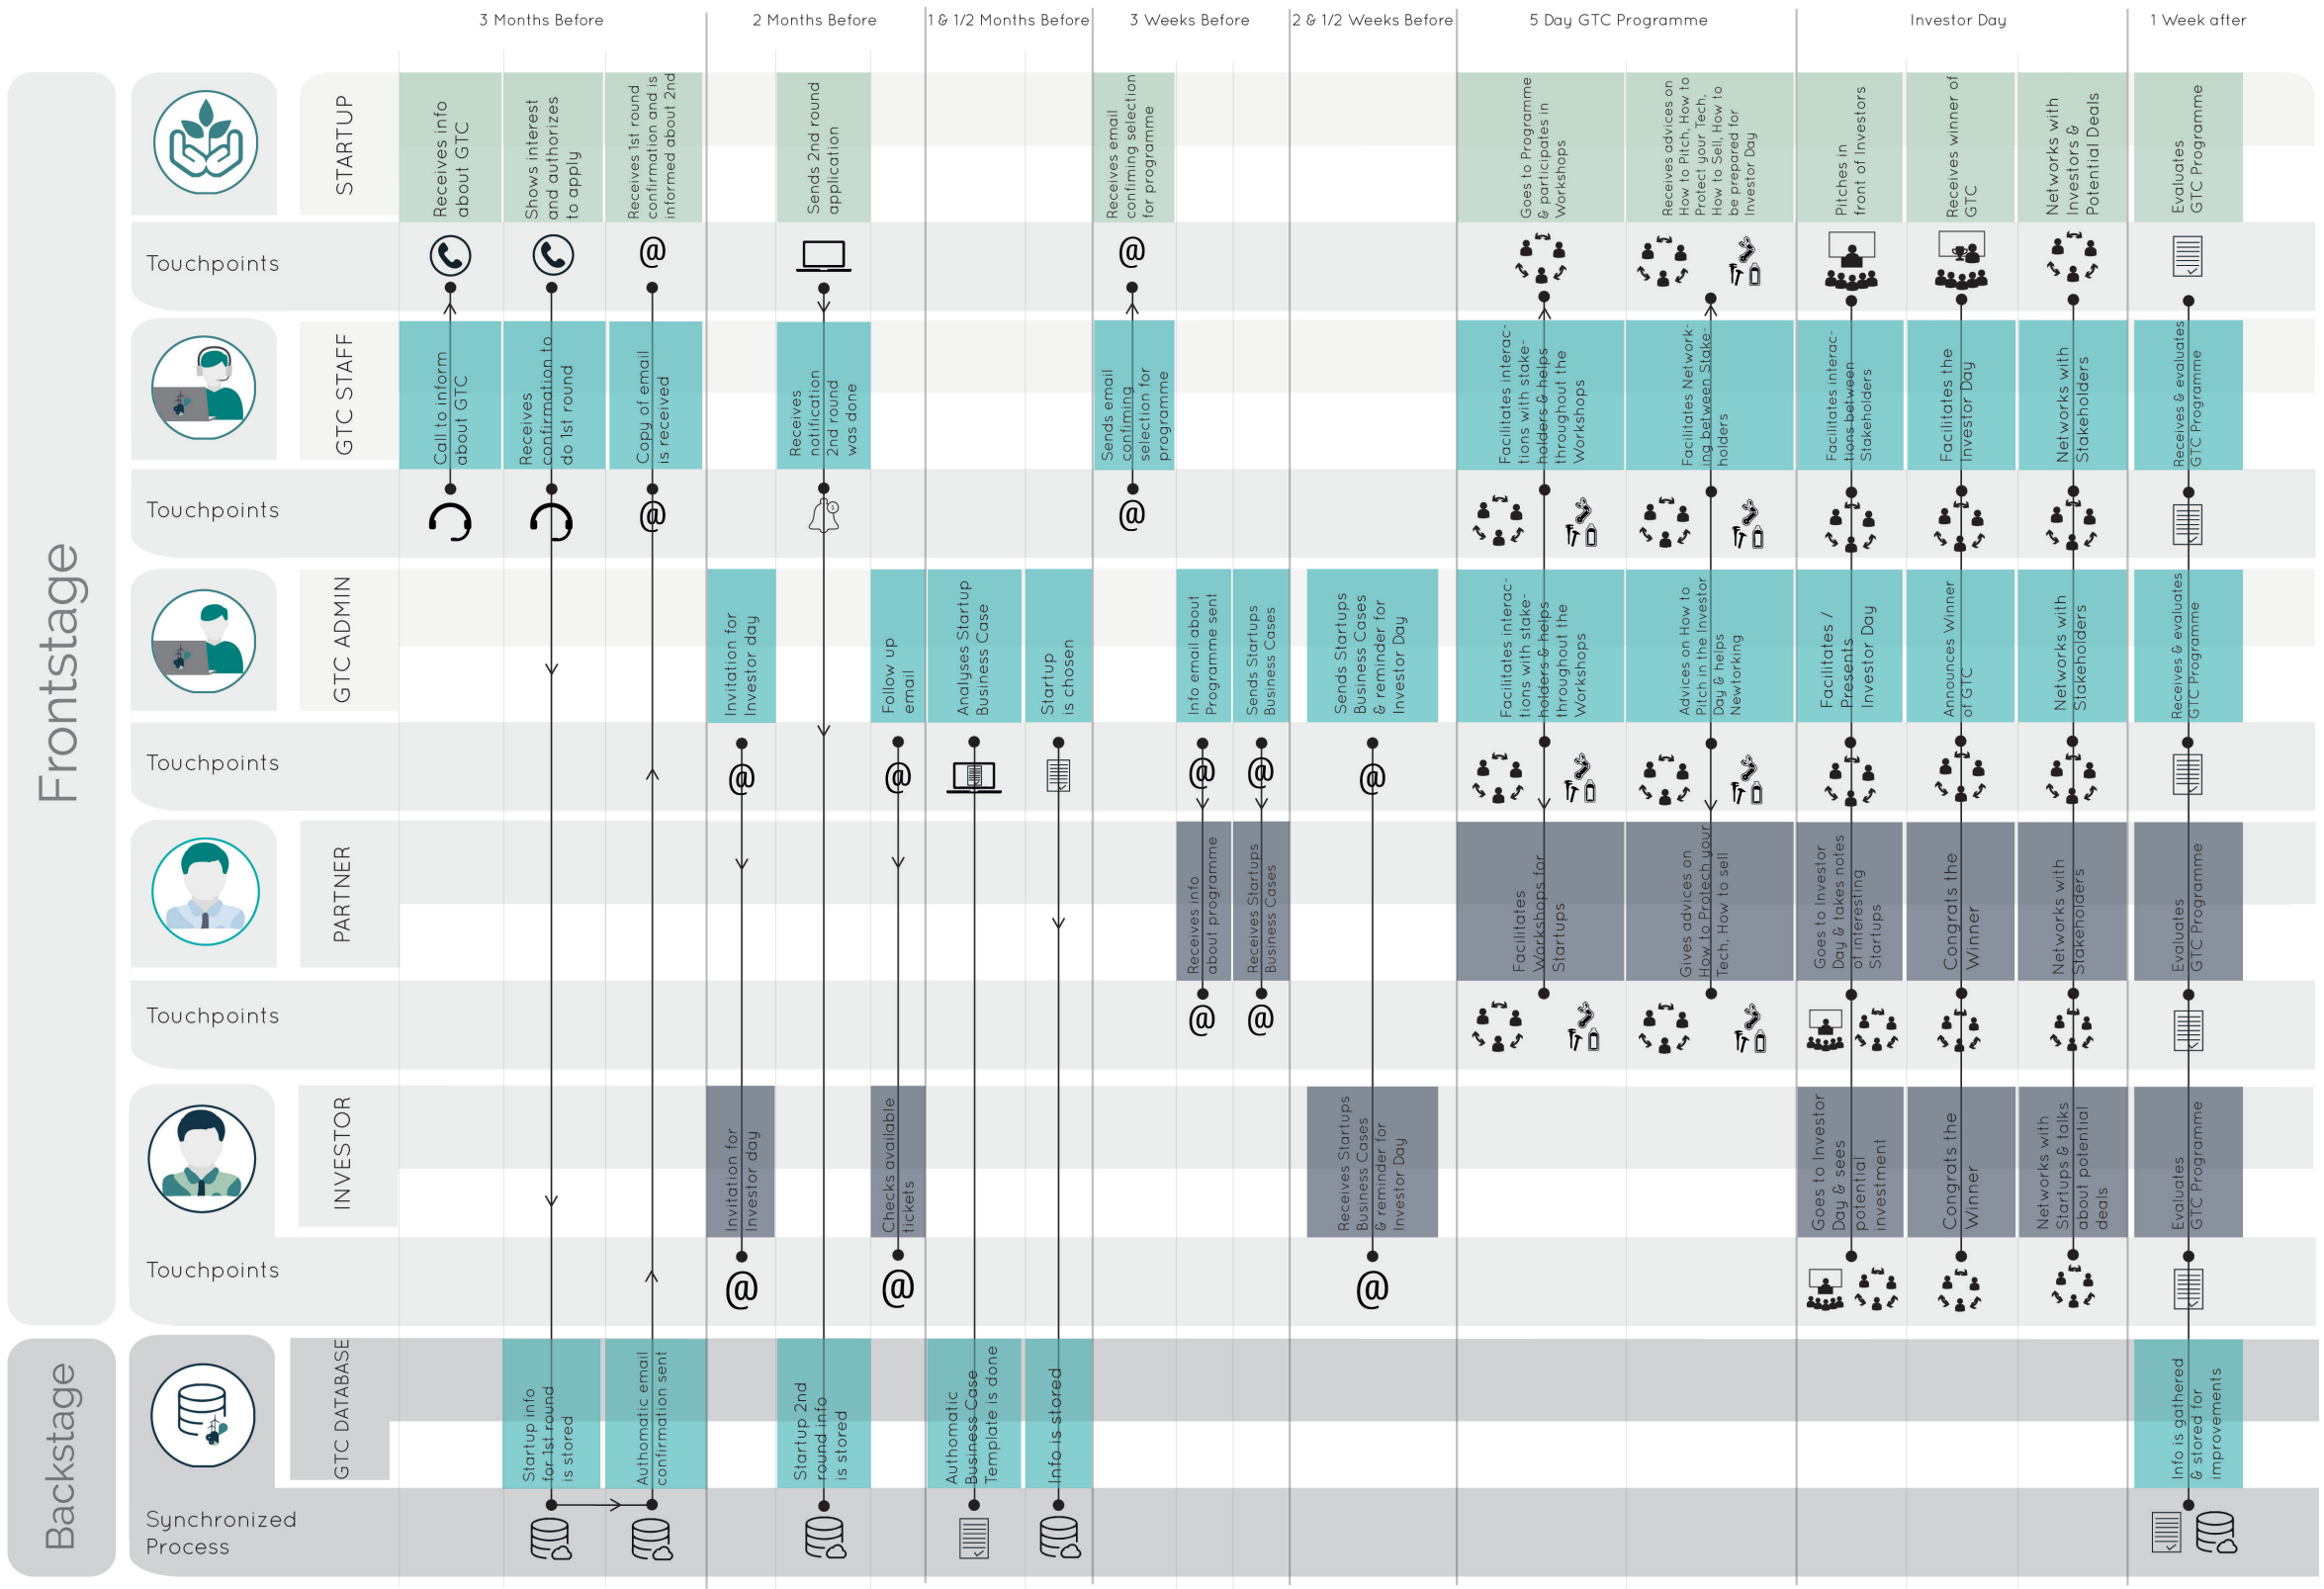 3 Months Before
2 Months Before
1 & 1/2 Months Before
3 Weeks Before
2 & 1/2 Weeks Before
5 Day GTC Programme
Investor Day
1 Week after
Frontstage
STARTUP
Receives info
about GTC
Shows interest
and authorizes
to apply
Receives 1st round
confirmation and is
informed about 2nd
Sends 2nd round
application
Receives email
confiming selection
for programme
Goes to Programme
& participates in
Workshops
Receives advices on
How to Pitch, How to
Protect your Tech,
How to Sell, How to
be prepared for
Investor Day
Pitches in
front of Investors
Receives winner of
GTC
Networks with
Investors &
Potential Deals
Evaluates
GTC Programme
Touchpoints
@
@
GTC STAFF
Call to inform
about GTC
Receives
confirmation to
do 1st round
Copy of email
is received
Receives
notification
2nd round
was done
Sends email
confiming
selection for
programme
Facilitates interac-
tions with stake-
holders & helps
throughout the
Workshops
Facilitates Network-
ing between Stake-
holders
Facilitates interac-
tions between
Stakeholders
Facilitates the
Investor Day
Networks with
Stakeholders
Receives & evaluates
GTC Programme
Touchpoints
@
1
@
GTC ADMIN
Invitation for
Investor day
Follow up
email
Analyses Startup
Business Case
Startup
is chosen
Info email about
Programme sent
Sends Startups
Business Cases
Sends Startups
Business Cases
& reminder for
Investor Day
Facilitates interac-
tions with stake-
holders & helps
throughout the
Workshops
Advices on How to
Pitch in the Investor
Day & helps
Newtorking
Facilitates /
Presents
Investor Day
Announces Winner
of GTC
Networks with
Stakeholders
Receives & evaluates
GTC Programme
Touchpoints
@
@
@
@
@
PARTNER
Receives info
about programme
Receives Startups
Business Cases
Facilitates
Workshops for
Startups
Gives advices on
How to Protech your
Tech, How to sell
Goes to Investor
Day & takes notes
of interesting
Startups
Congrats the
Winner
Networks with
Stakeholders
Evaluates
GTC Programme
Touchpoints
@
@
INVESTOR
Invitation for
Investor day
Checks available
tickets
Receives Startups
Business Cases
& reminder for
Investor Day
Goes to Investor
Day & sees
potential
investment
Congrats the
Winner
Networks with
Startups & talks
about potential
deals
Evaluates
GTC Programme
Touchpoints
@
@
@
Backstage
GTC DATABASE
Startup info
for 1st round
is stored
Authomatic email
confirmation sent
Startup 2nd
round info
is stored
Authomatic
Business Case
Template is done
Info is stored
Info is gathered
& stored for
improvements
Synchronized
Process